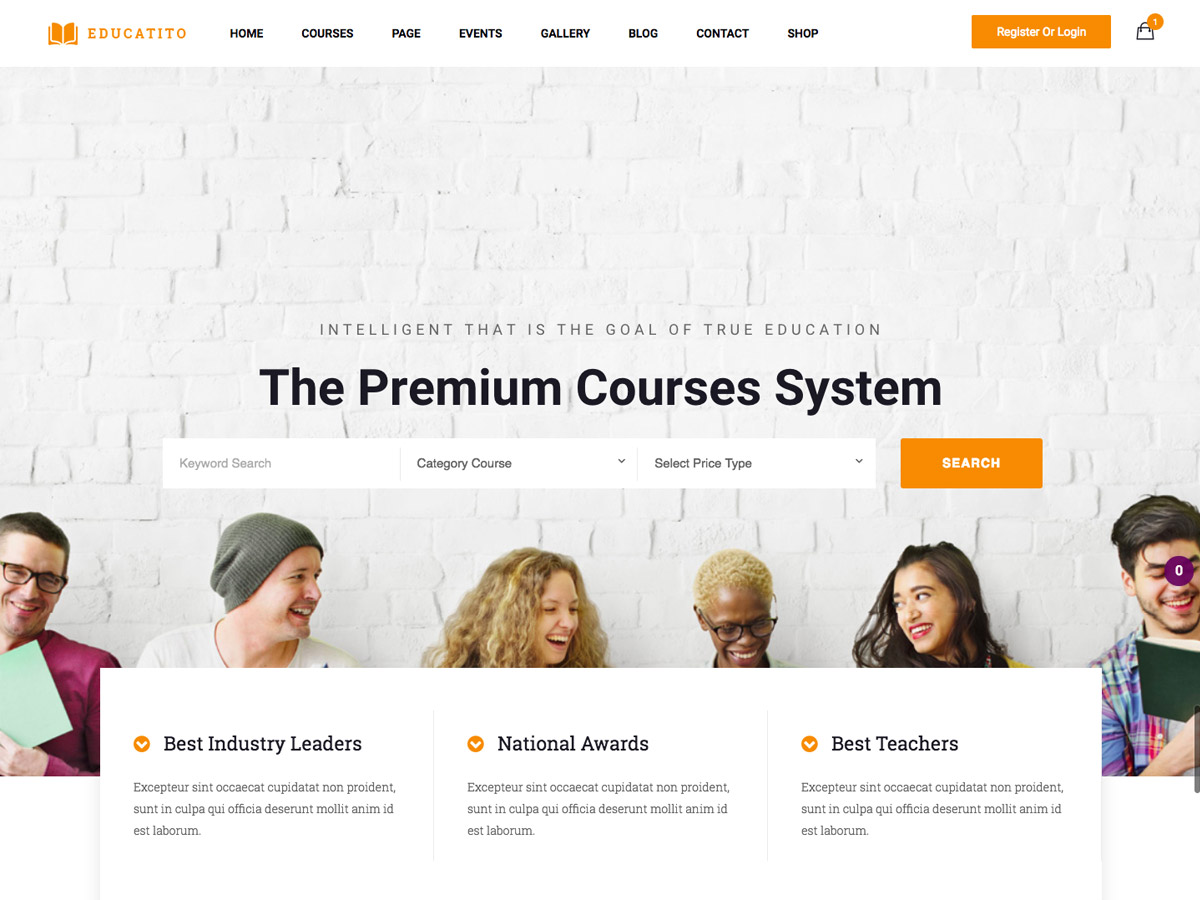 EDUCATITO
HOME COURSES PAGE EVENTS GALLERY BLOG CONTACT SHOP
Register Or Login
1
INTELLIGENT THAT IS THE GOAL OF TRUE EDUCATION
The Premium Courses System
Keyword Search
Category Course
Select Price Type
SEARCH
0
Best Industry Leaders
Excepteur sint occaecat cupidatat non proident,
sunt in culpa qui officia deserunt mollit anim id
est laborum.
National Awards
Excepteur sint occaecat cupidatat non proident,
sunt in culpa qui officia deserunt mollit anim id
est laborum.
Best Teachers
Excepteur sint occaecat cupidatat non proident,
sunt in culpa qui officia deserunt mollit anim id
est laborum.